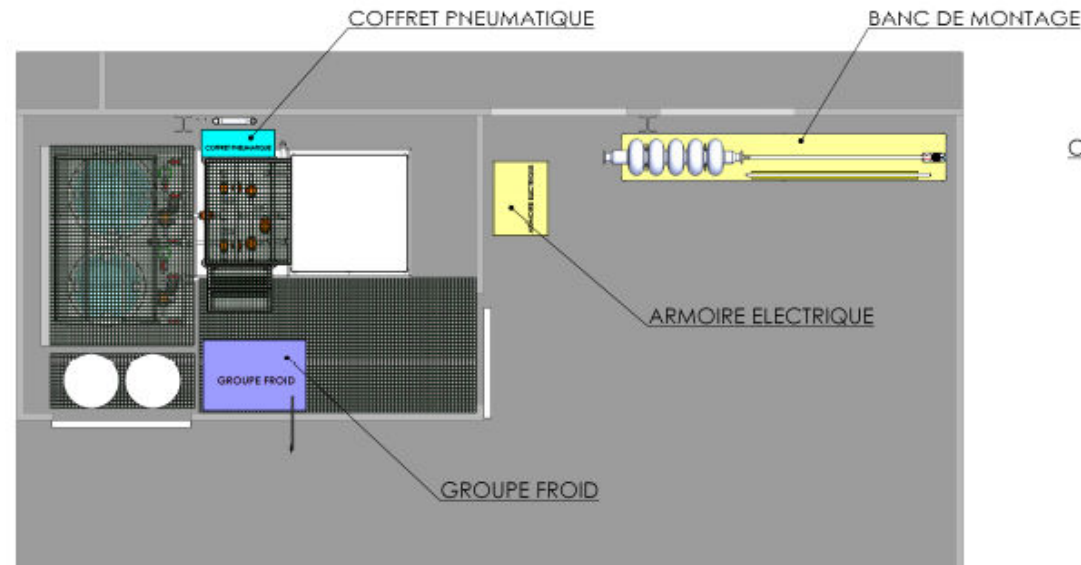 COFFRET PNEUMATIQUE
BANC DE MONTAGE
COFFRET PNEUMATIQUE
C
ARMOIRE ELECTRIQUE
ARMOIRE ELECTRIQUE
GROUPE FROID
GROUPE FROID